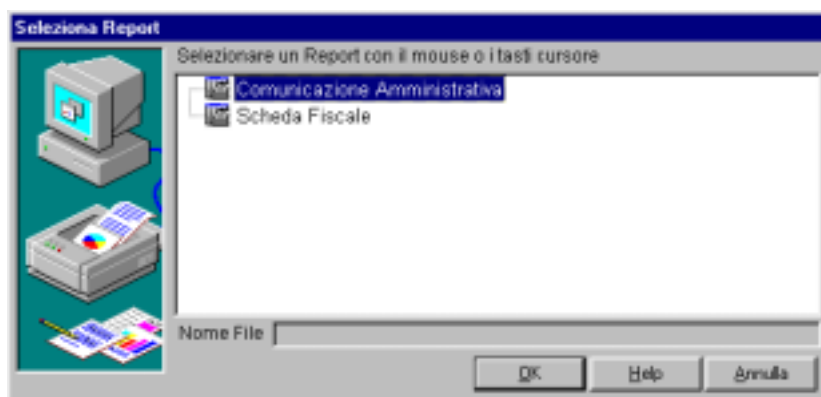 Seleziona Report
Selezionare un Report con il mouse o i tasti cursore
Comunicazione Amministrativa
Scheda Fiscale
Nome File
OK Help Annulla